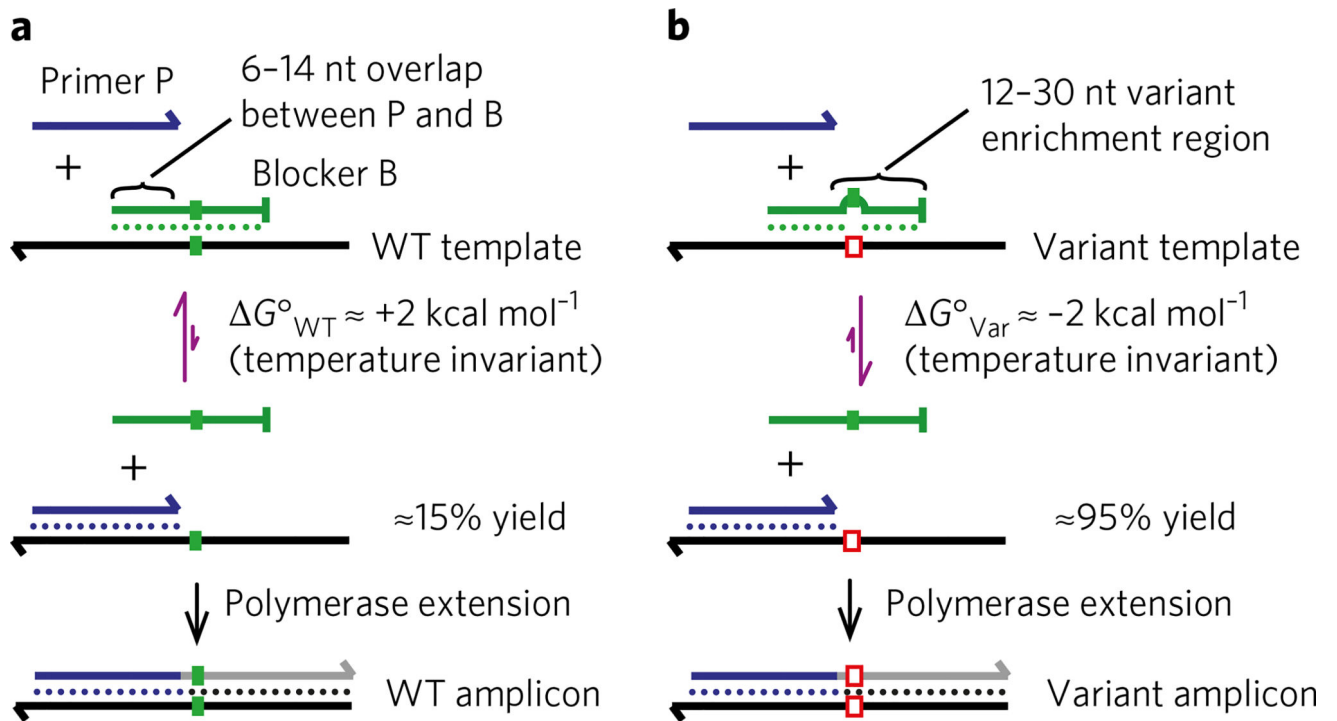 a
Primer P
6–14 nt overlap
between P and B
+
Blocker B
WT template
ΔG°WT ≈ +2 kcal mol⁻¹
(temperature invariant)
+
≈15% yield
Polymerase extension
WT amplicon
b
12–30 nt variant
enrichment region
+
Variant template
ΔG°Var ≈ –2 kcal mol⁻¹
(temperature invariant)
+
≈95% yield
Polymerase extension
Variant amplicon